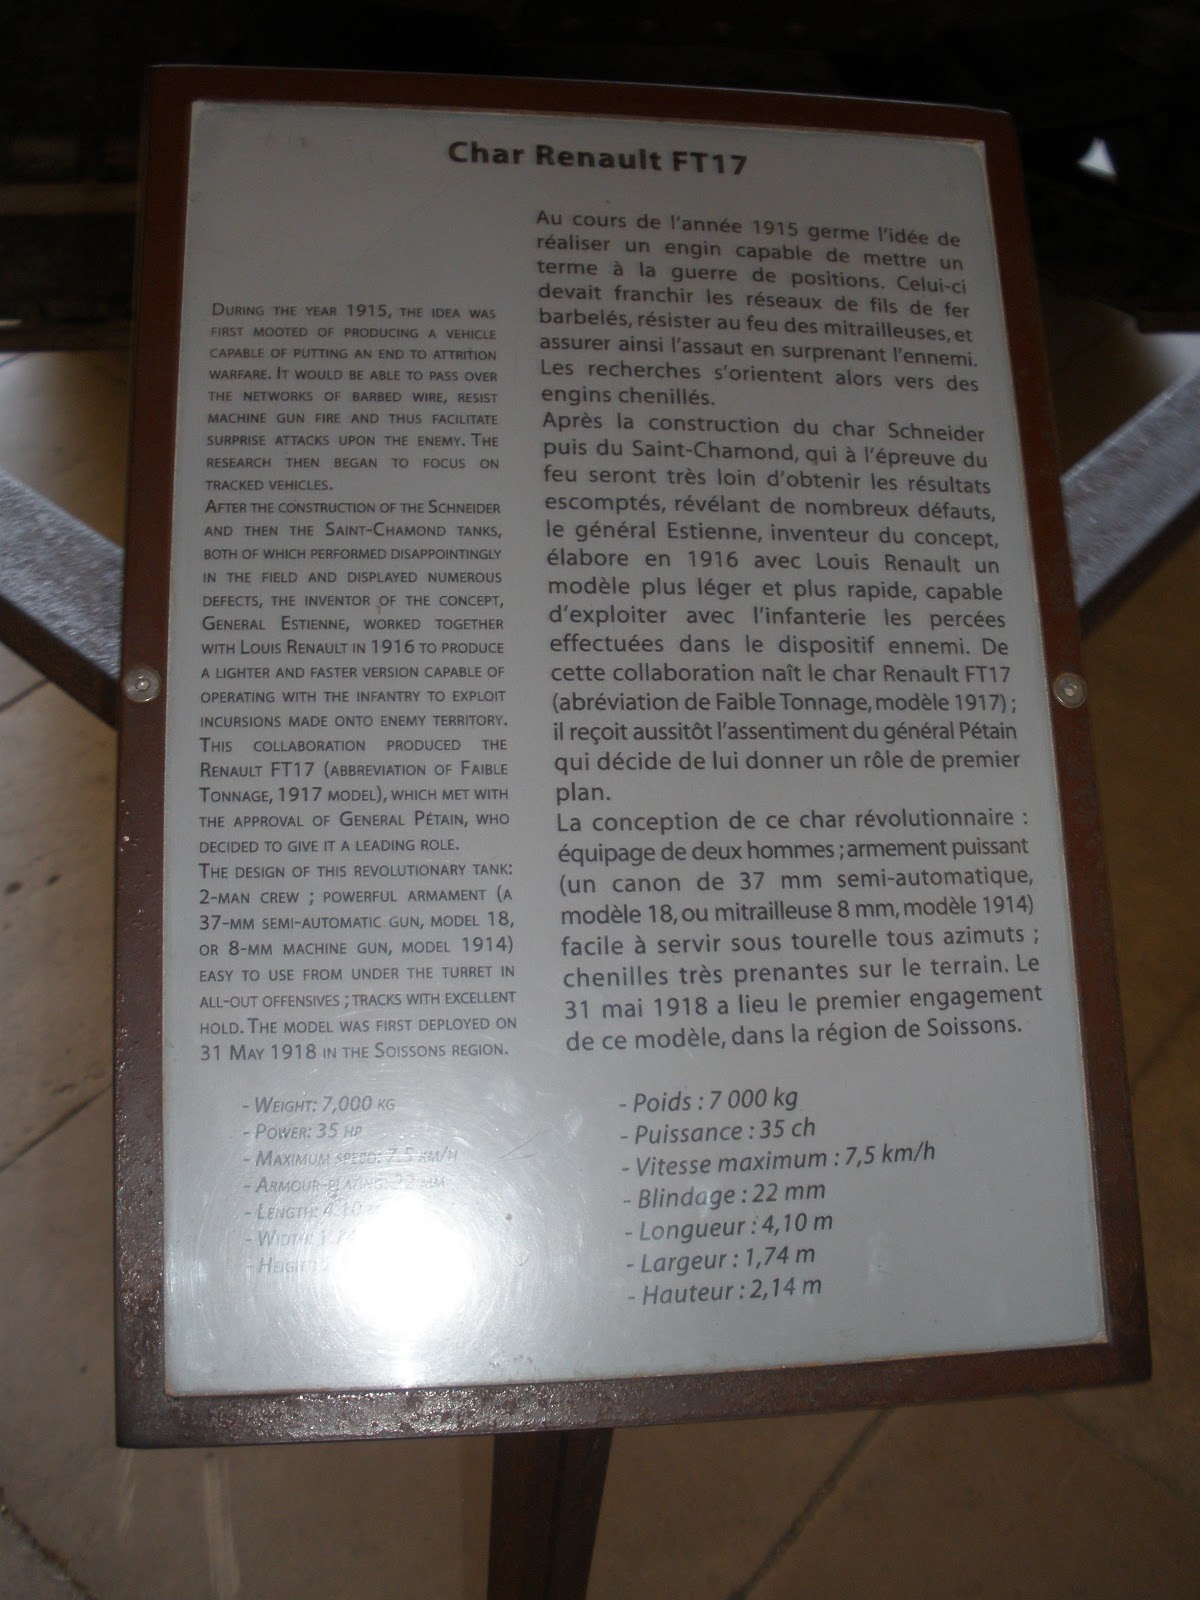 Char Renault FT17
DURING THE YEAR 1915, THE IDEA WAS
FIRST MOOTED OF PRODUCING A VEHICLE
CAPABLE OF PUTTING AN END TO ATTRITION
WARFARE. IT WOULD BE ABLE TO PASS OVER
THE NETWORKS OF BARBED WIRE, RESIST
MACHINE GUN FIRE AND THUS FACILITATE
SURPRISE ATTACKS UPON THE ENEMY. THE
RESEARCH THEN BEGAN TO FOCUS ON
TRACKED VEHICLES.
AFTER THE CONSTRUCTION OF THE SCHNEIDER
AND THEN THE SAINT-CHAMOND TANKS,
BOTH OF WHICH PERFORMED DISAPPOINTINGLY
IN THE FIELD AND DISPLAYED NUMEROUS
DEFECTS, THE INVENTOR OF THE CONCEPT,
GENERAL ESTIENNE, WORKED TOGETHER
WITH LOUIS RENAULT IN 1916 TO PRODUCE
A LIGHTER AND FASTER VERSION CAPABLE OF
OPERATING WITH THE INFANTRY TO EXPLOIT
INCURSIONS MADE ONTO ENEMY TERRITORY.
THIS COLLABORATION PRODUCED THE
RENAULT FT17 (ABBREVIATION OF FAIBLE
TONNAGE, 1917 MODEL), WHICH MET WITH
THE APPROVAL OF GENERAL PÉTAIN, WHO
DECIDED TO GIVE IT A LEADING ROLE.
THE DESIGN OF THIS REVOLUTIONARY TANK:
2-MAN CREW ; POWERFUL ARMAMENT (A
37-MM SEMI-AUTOMATIC GUN, MODEL 18,
OR 8-MM MACHINE GUN, MODEL 1914)
EASY TO USE FROM UNDER THE TURRET IN
ALL-OUT OFFENSIVES ; TRACKS WITH EXCELLENT
HOLD. THE MODEL WAS FIRST DEPLOYED ON
31 MAY 1918 IN THE SOISSONS REGION.
- WEIGHT: 7,000 KG
- POWER: 35 HP
- MAXIMUM SPEED: 7.5 KM/H
- ARMOUR-PLATING: 22 MM
- LENGTH: 4.10
- WIDTH:
- HEIGHT:
Au cours de l'année 1915 germe l'idée de
réaliser un engin capable de mettre un
terme à la guerre de positions. Celui-ci
devait franchir les réseaux de fils de fer
barbelés, résister au feu des mitrailleuses, et
assurer ainsi l'assaut en surprenant l'ennemi.
Les recherches s'orientent alors vers des
engins chenillés.
Après la construction du char Schneider
puis du Saint-Chamond, qui à l'épreuve du
feu seront très loin d'obtenir les résultats
escomptés, révélant de nombreux défauts,
le général Estienne, inventeur du concept,
élabore en 1916 avec Louis Renault un
modèle plus léger et plus rapide, capable
d'exploiter avec l'infanterie les percées
effectuées dans le dispositif ennemi. De
cette collaboration naît le char Renault FT17
(abréviation de Faible Tonnage, modèle 1917) ;
il reçoit aussitôt l'assentiment du général Pétain
qui décide de lui donner un rôle de premier
plan.
La conception de ce char révolutionnaire :
équipage de deux hommes ; armement puissant
(un canon de 37 mm semi-automatique,
modèle 18, ou mitrailleuse 8 mm, modèle 1914)
facile à servir sous tourelle tous azimuts ;
chenilles très prenantes sur le terrain. Le
31 mai 1918 a lieu le premier engagement
de ce modèle, dans la région de Soissons.
- Poids : 7 000 kg
- Puissance : 35 ch
- Vitesse maximum : 7,5 km/h
- Blindage : 22 mm
- Longueur : 4,10 m
- Largeur : 1,74 m
- Hauteur : 2,14 m